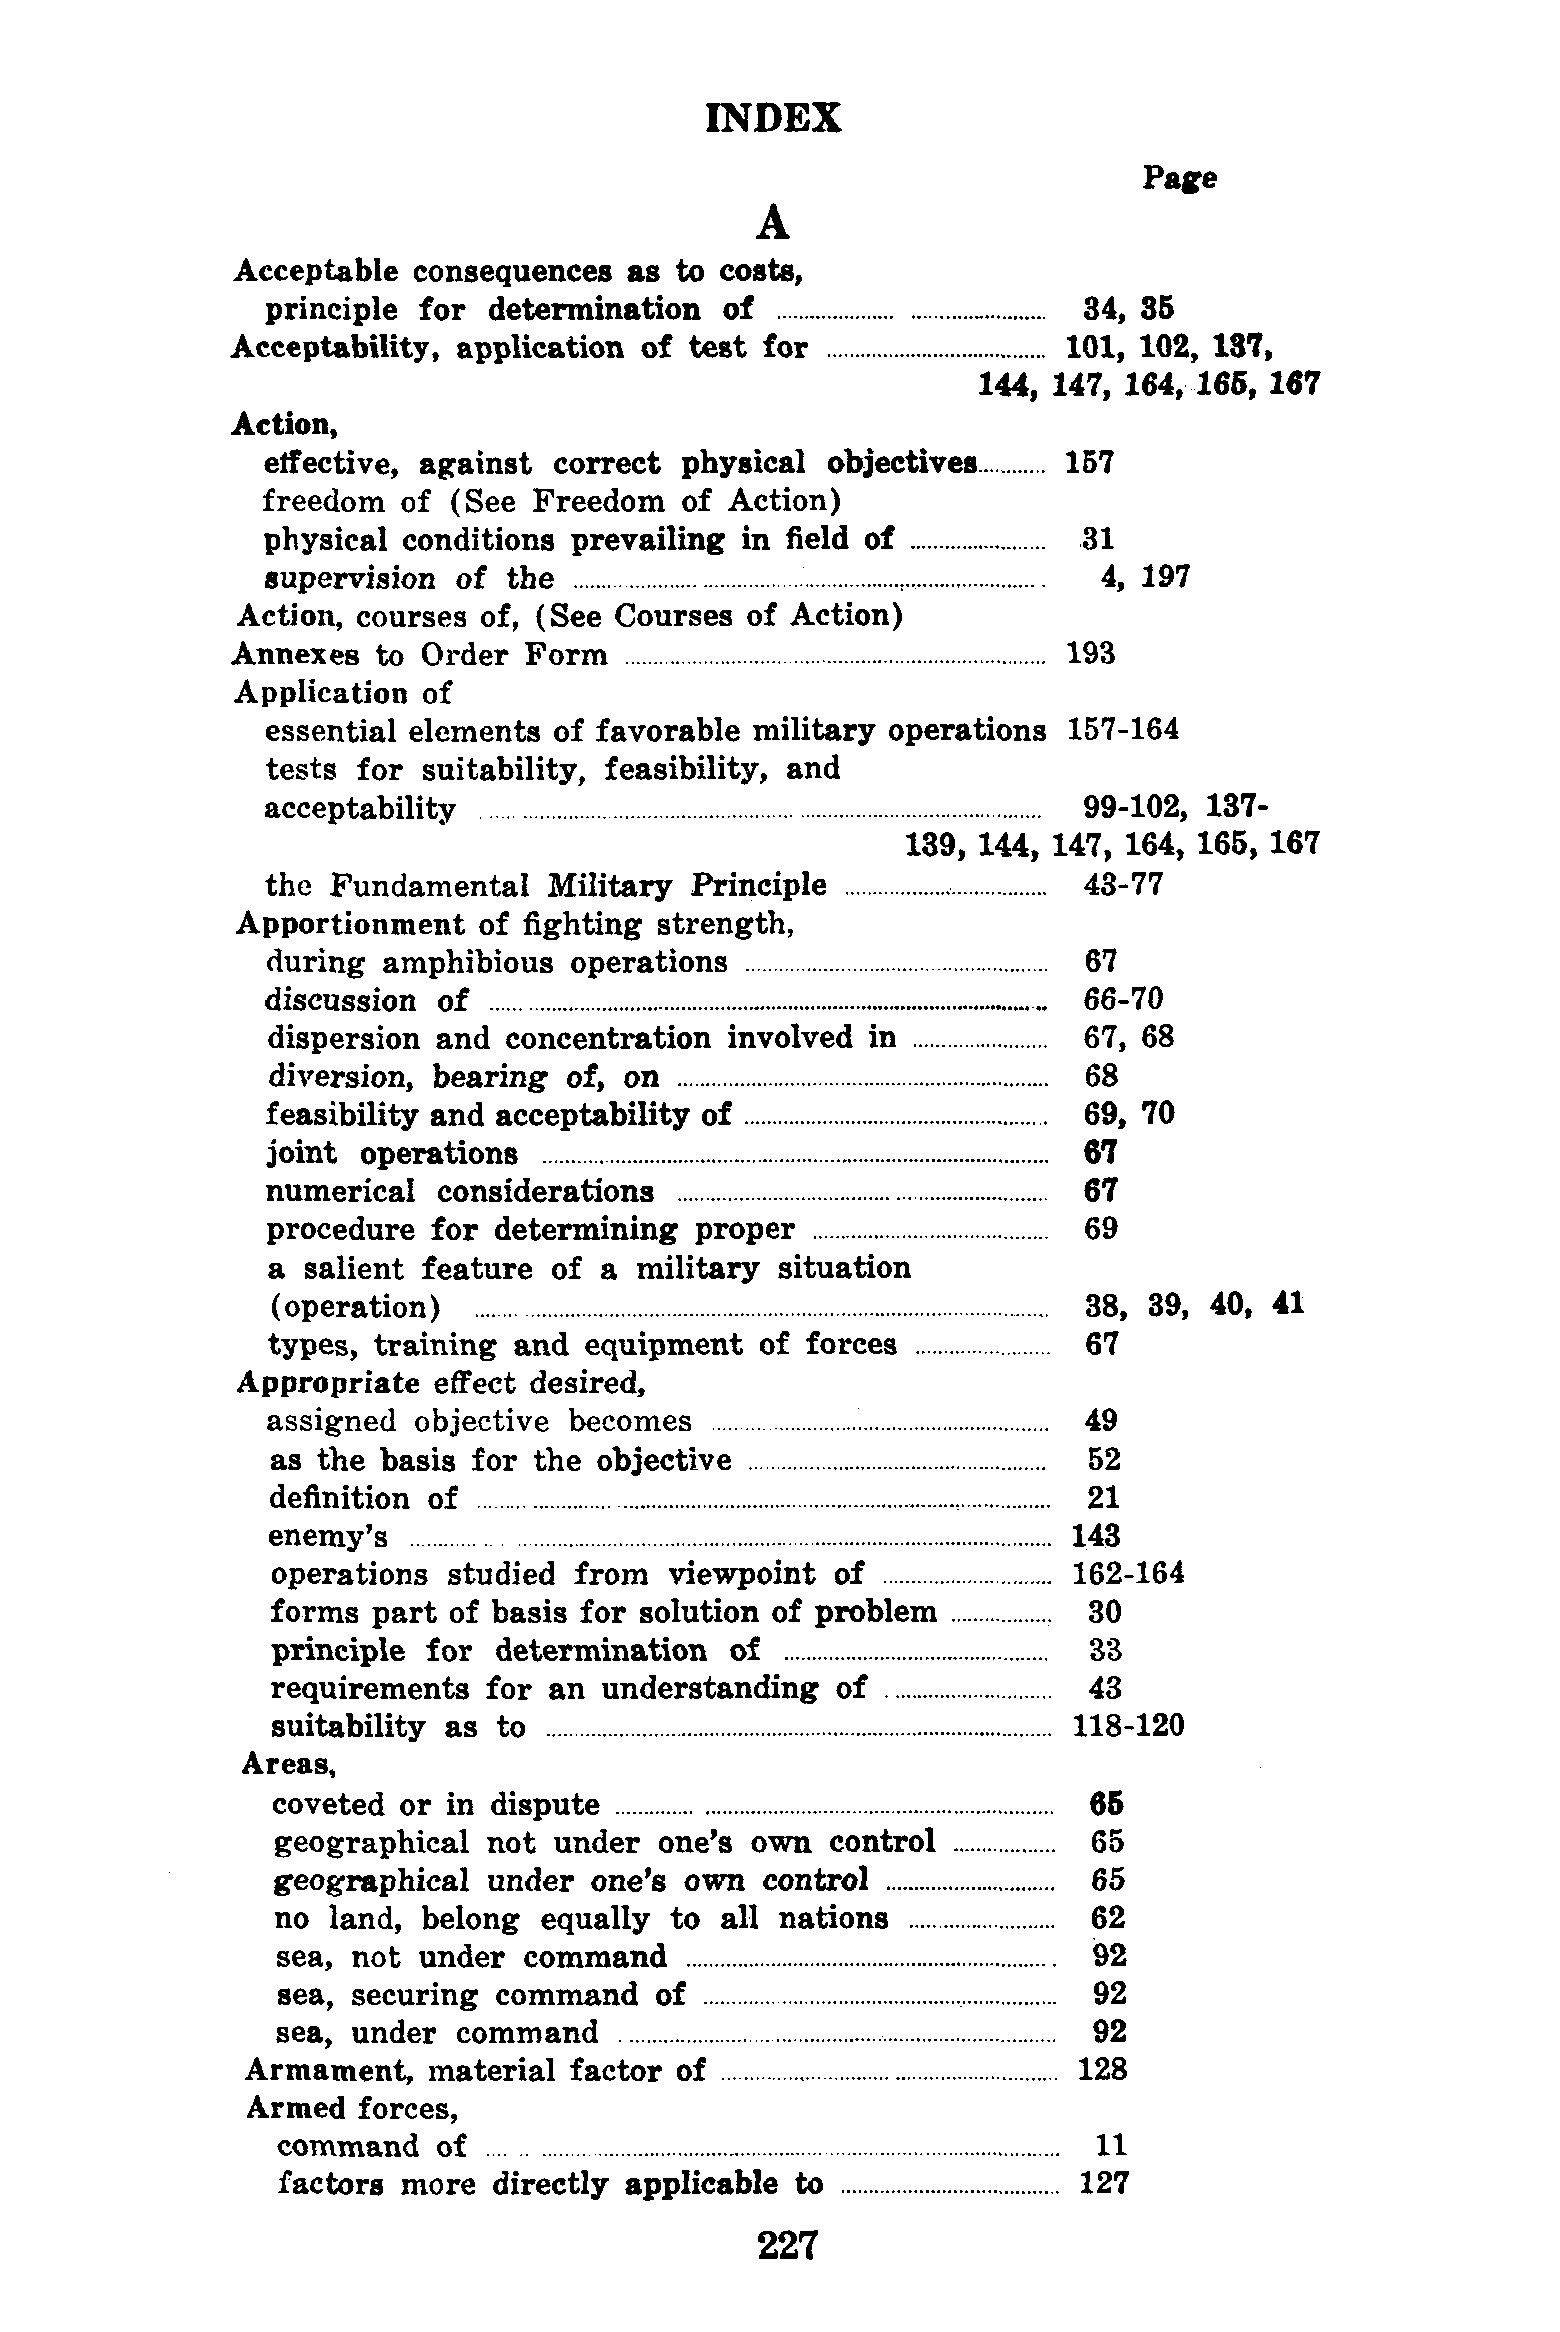 INDEX
Page
A
Acceptable consequences as to costs,
principle for determination of ........ 34, 35
Acceptability, application of test for ........ 101, 102, 137,
144, 147, 164, 165, 167
Action,
effective, against correct physical objectives........ 157
freedom of (See Freedom of Action)
physical conditions prevailing in field of ........ 31
supervision of the ........ 4, 197
Action, courses of, (See Courses of Action)
Annexes to Order Form ........ 193
Application of
essential elements of favorable military operations 157-164
tests for suitability, feasibility, and
acceptability ........ 99-102, 137-
139, 144, 147, 164, 165, 167
the Fundamental Military Principle ........ 43-77
Apportionment of fighting strength,
during amphibious operations ........ 67
discussion of ........ 66-70
dispersion and concentration involved in ........ 67, 68
diversion, bearing of, on ........ 68
feasibility and acceptability of ........ 69, 70
joint operations ........ 67
numerical considerations ........ 67
procedure for determining proper ........ 69
a salient feature of a military situation
(operation) ........ 38, 39, 40, 41
types, training and equipment of forces ........ 67
Appropriate effect desired,
assigned objective becomes ........ 49
as the basis for the objective ........ 52
definition of ........ 21
enemy's ........ 143
operations studied from viewpoint of ........ 162-164
forms part of basis for solution of problem ........ 30
principle for determination of ........ 33
requirements for an understanding of ........ 43
suitability as to ........ 118-120
Areas,
coveted or in dispute ........ 65
geographical not under one's own control ........ 65
geographical under one's own control ........ 65
no land, belong equally to all nations ........ 62
sea, not under command ........ 92
sea, securing command of ........ 92
sea, under command ........ 92
Armament, material factor of ........ 128
Armed forces,
command of ........ 11
factors more directly applicable to ........ 127
227